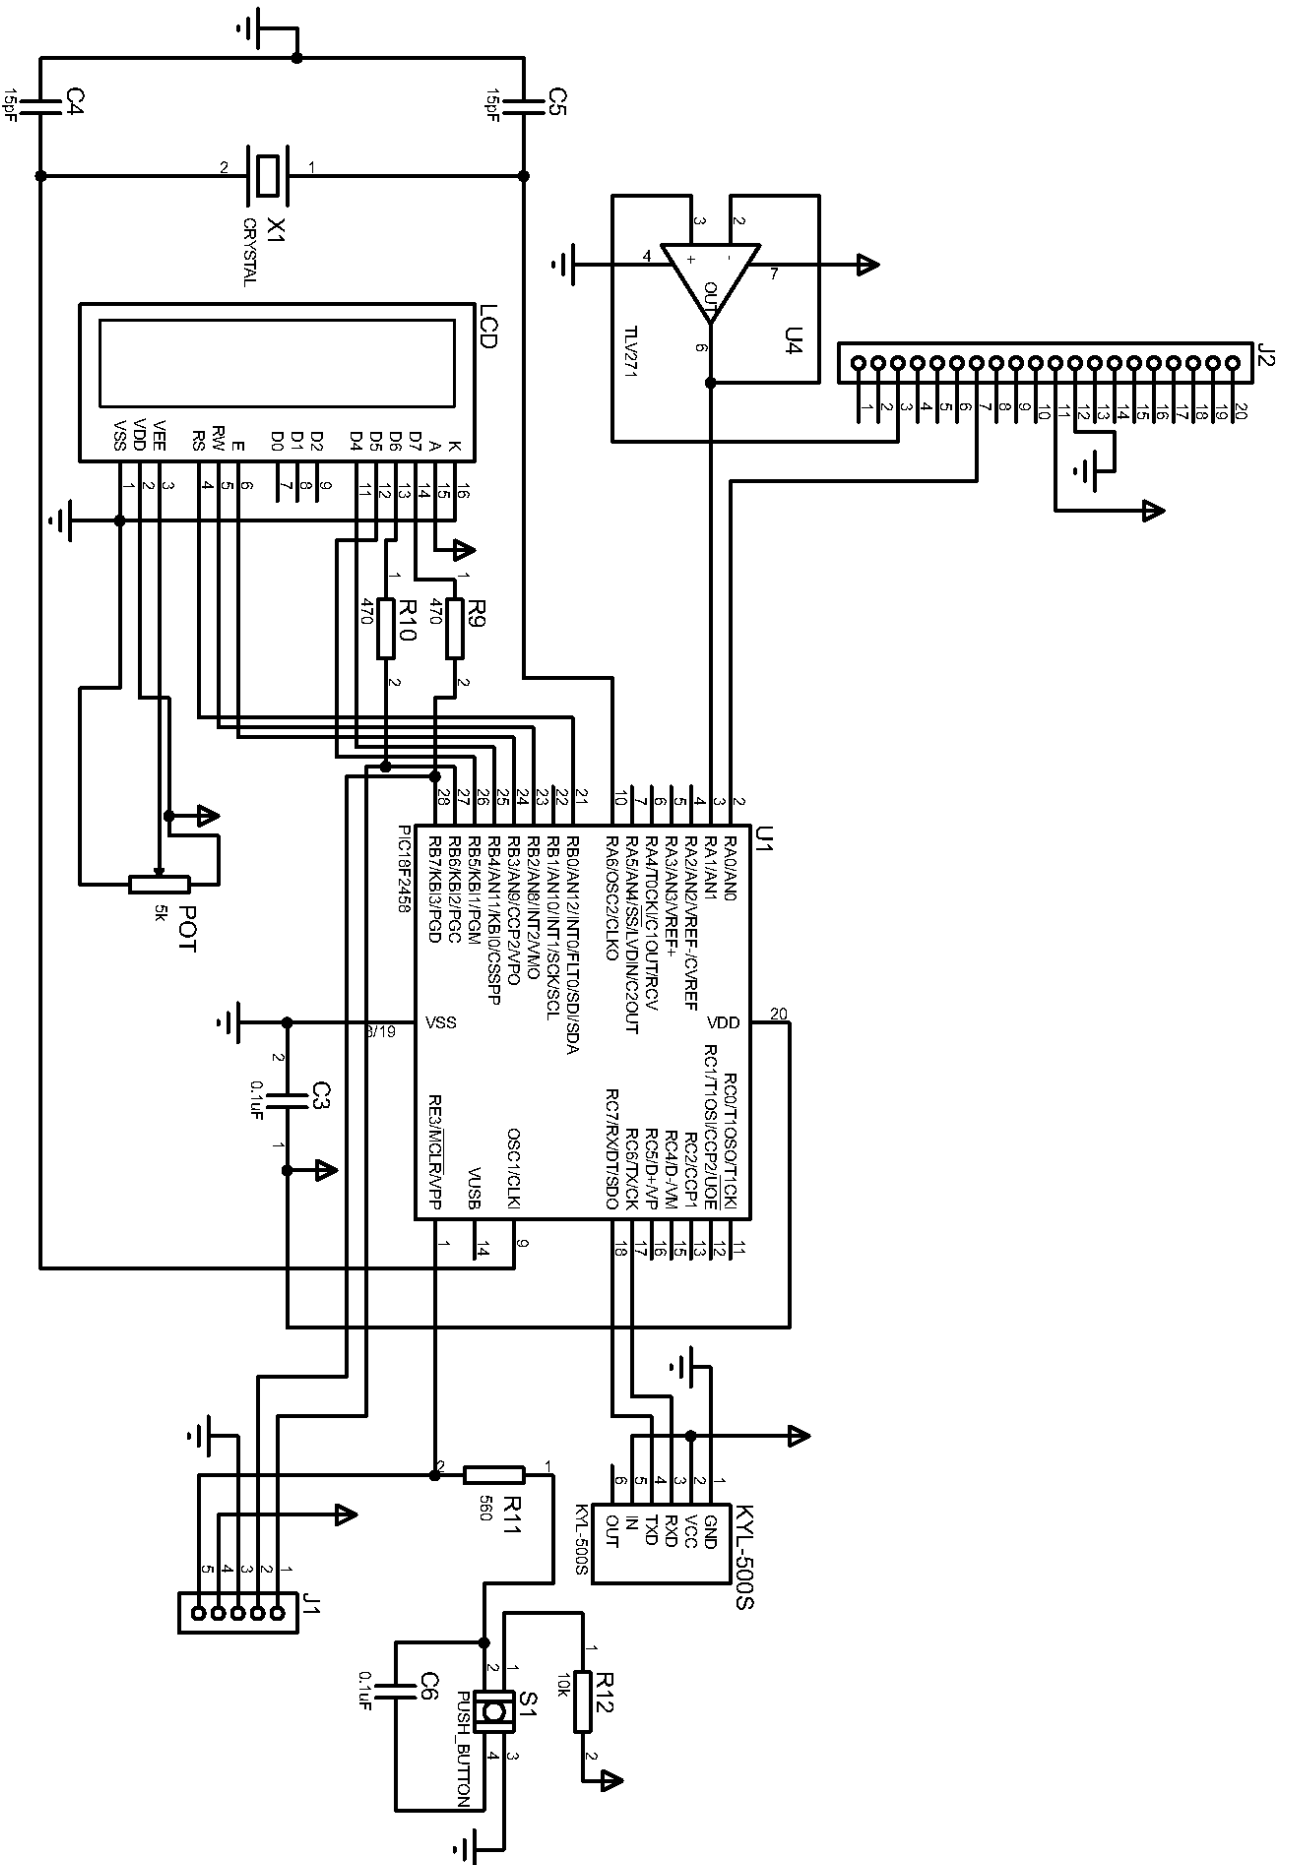 J2
20
19
18
17
16
15
14
13
12
11
10
9
8
7
6
5
4
3
2
1
U4
TLV271
3
2
+
-
4
7
OUT
6
C5
15pF
C4
15pF
X1
CRYSTAL
1
2
LCD
K
A
D7
D6
D5
D4
D2
D1
D0
E
RW
RS
VEE
VDD
VSS
16
15
14
13
12
11
9
8
7
6
5
4
3
2
1
R9
470
1
2
R10
470
1
2
POT
5k
U1
PIC18F2458
2
3
4
5
6
7
10
21
22
23
24
25
26
27
28
RA0/AN0
RA1/AN1
RA2/AN2/VREF-/CVREF
RA3/AN3/VREF+
RA4/T0CKI/C1OUT/RCV
RA5/AN4/SS/LVDIN/C2OUT
RA6/OSC2/CLKO
RB0/AN12/INT0/FLT0/SDI/SDA
RB1/AN10/INT1/SCK/SCL
RB2/AN8/INT2/VMO
RB3/AN9/CCP2/VPO
RB4/AN11/KBI0/CSSPP
RB5/KBI1/PGM
RB6/KBI2/PGC
RB7/KBI3/PGD
VDD
20
VSS
8/19
RC0/T1OSO/T1CKI
RC1/T1OSI/CCP2/UOE
RC2/CCP1
RC4/D-/VM
RC5/D+/VP
RC6/TX/CK
RC7/RX/DT/SDO
OSC1/CLKI
VUSB
RE3/MCLR/VPP
11
12
13
15
16
17
18
9
14
1
C3
0.1uF
2
1
KYL-500S
GND
VCC
RXD
TXD
IN
OUT
1
2
3
4
5
6
KYL-500S
R11
560
1
2
J1
1
2
3
4
5
R12
10k
1
2
S1
PUSH_BUTTON
1
2
3
4
C6
0.1uF